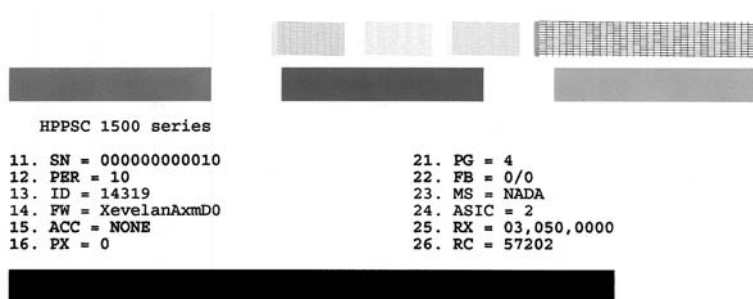 HPPSC 1500 series
11. SN = 000000000010
12. PER = 10
13. ID = 14319
14. FW = XevelanAxmD0
15. ACC = NONE
16. PX = 0
21. PG = 4
22. FB = 0/0
23. MS = NADA
24. ASIC = 2
25. RX = 03,050,0000
26. RC = 57202